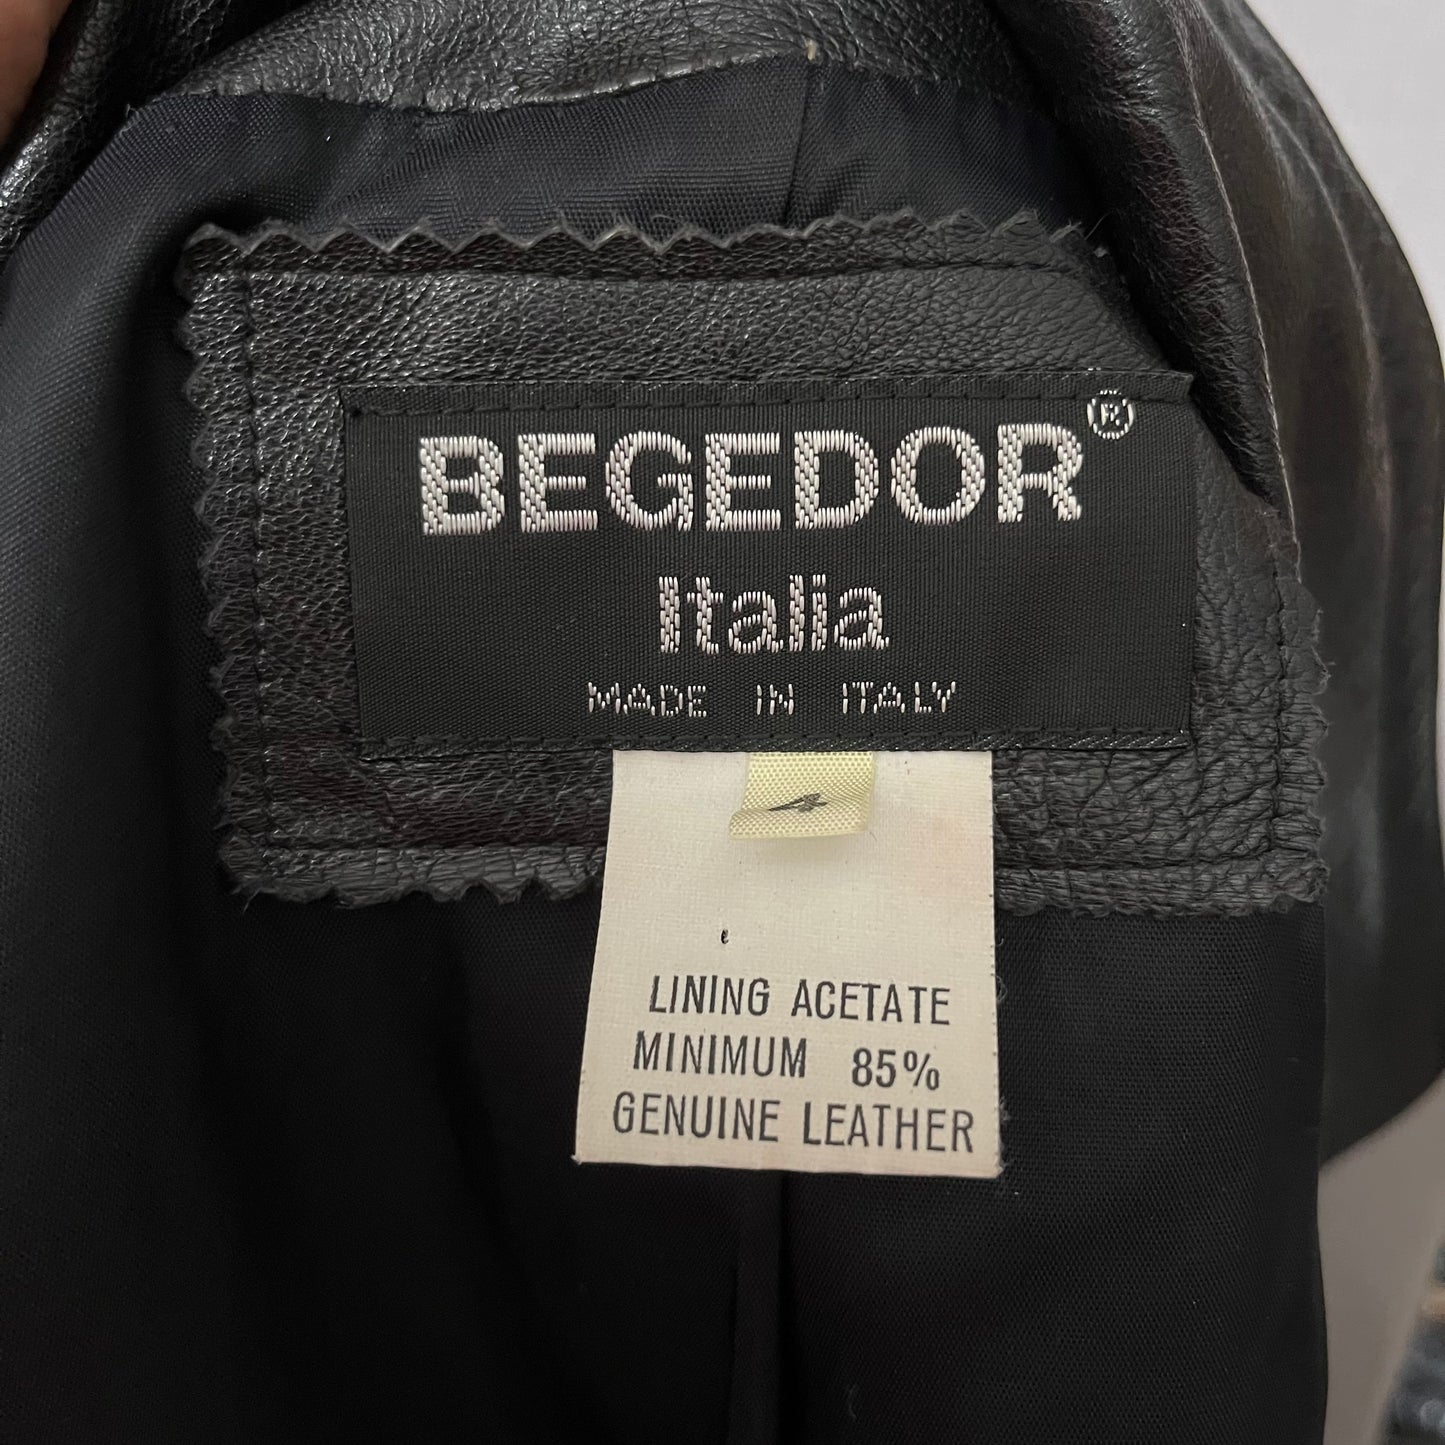 BEGEDOR®
Italia
MADE IN ITALY
4
LINING ACETATE
MINIMUM 85%
GENUINE LEATHER